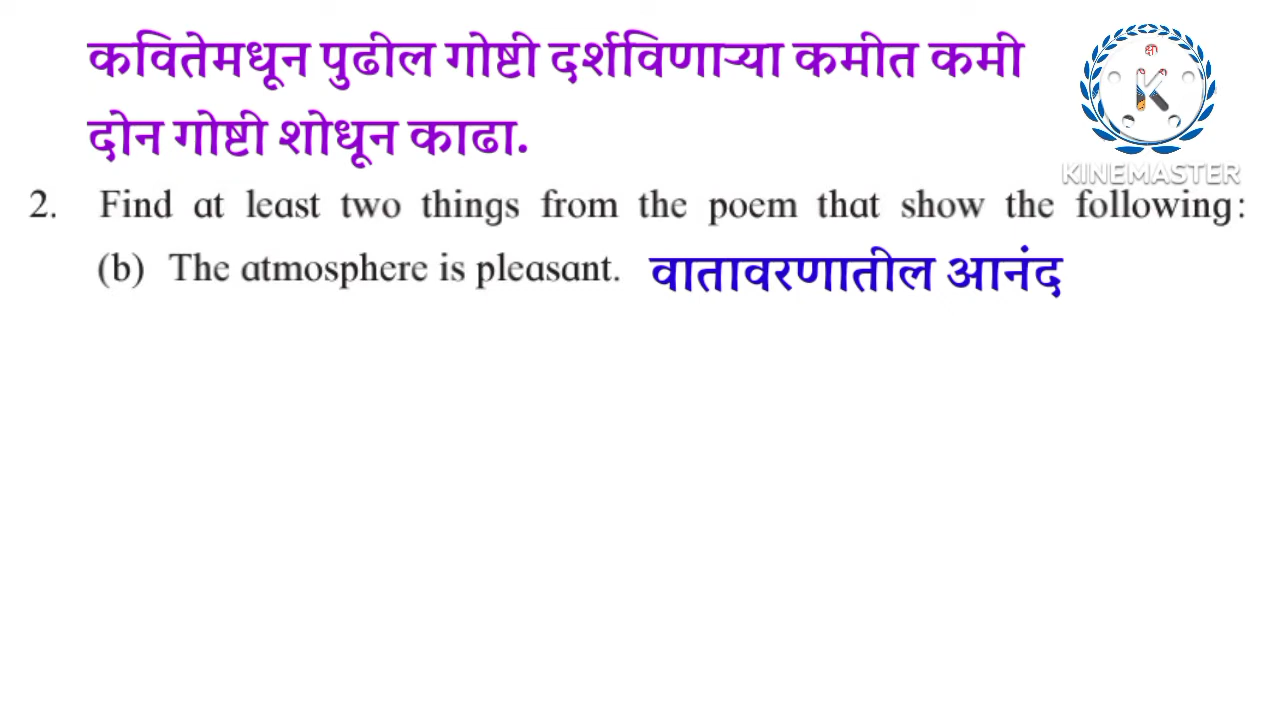 कवितेमधून पुढील गोष्टी दर्शविणाऱ्या कमीत कमी
दोन गोष्टी शोधून काढा.
K
KINEMASTER
2. Find at least two things from the poem that show the following:
(b) The atmosphere is pleasant. वातावरणातील आनंद